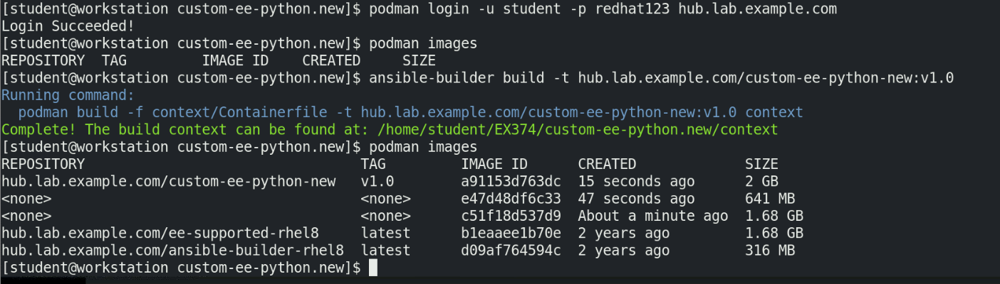 [student@workstation custom-ee-python.new]$ podman login -u student -p redhat123 hub.lab.example.com
Login Succeeded!
[student@workstation custom-ee-python.new]$ podman images
REPOSITORY  TAG         IMAGE ID    CREATED     SIZE
[student@workstation custom-ee-python.new]$ ansible-builder build -t hub.lab.example.com/custom-ee-python-new:v1.0
Running command:
  podman build -f context/Containerfile -t hub.lab.example.com/custom-ee-python-new:v1.0 context
Complete! The build context can be found at: /home/student/EX374/custom-ee-python.new/context
[student@workstation custom-ee-python.new]$ podman images
REPOSITORY                                 TAG         IMAGE ID      CREATED             SIZE
hub.lab.example.com/custom-ee-python-new   v1.0        a91153d763dc  15 seconds ago      2 GB
<none>                                     <none>      e47d48df6c33  47 seconds ago      641 MB
<none>                                     <none>      c51f18d537d9  About a minute ago  1.68 GB
hub.lab.example.com/ee-supported-rhel8     latest      b1eaaee1b70e  2 years ago         1.68 GB
hub.lab.example.com/ansible-builder-rhel8  latest      d09af764594c  2 years ago         316 MB
[student@workstation custom-ee-python.new]$